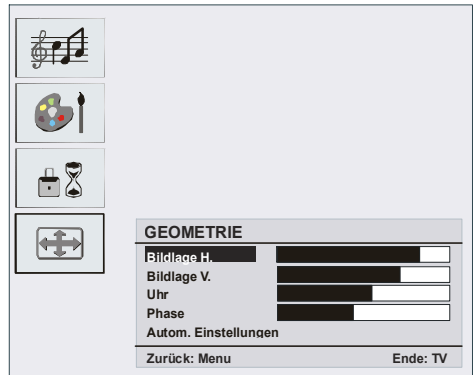 GEOMETRIE
Bildlage H.
Bildlage V.
Uhr
Phase
Autom. Einstellungen
Zurück: Menu Ende: TV